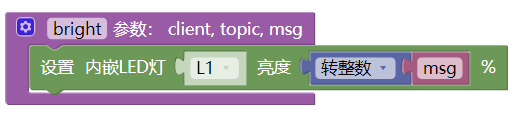 bright 参数： client, topic, msg
设置 内嵌LED灯 L1 亮度 转整数 msg %